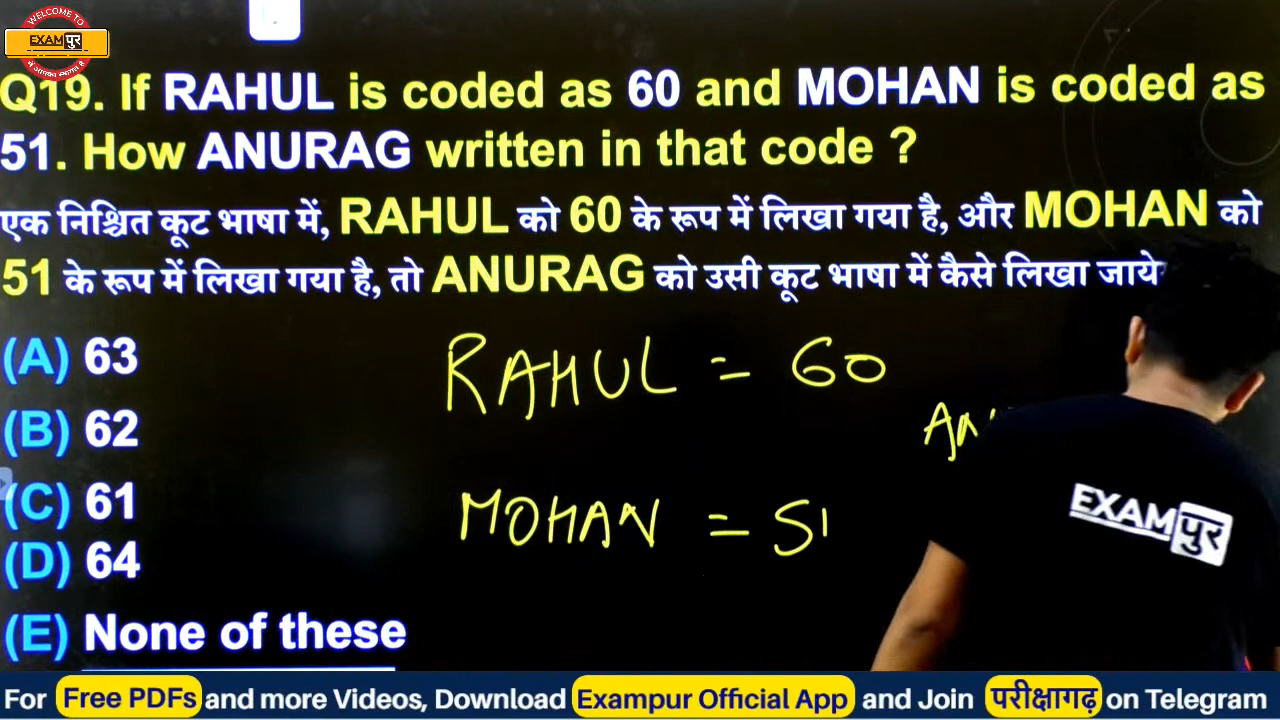 WELCOME TO
EXAMपुर
Q19. If RAHUL is coded as 60 and MOHAN is coded as
51. How ANURAG written in that code ?
एक निश्चित कूट भाषा में, RAHUL को 60 के रूप में लिखा गया है, और MOHAN को
51 के रूप में लिखा गया है, तो ANURAG को उसी कूट भाषा में कैसे लिखा जाये
(A) 63
(B) 62
(C) 61
(D) 64
(E) None of these
RAHUL = 60
MOHAN = 51
EXAMपुर
For Free PDFs and more Videos, Download Exampur Official App and Join परीक्षागढ़ on Telegram